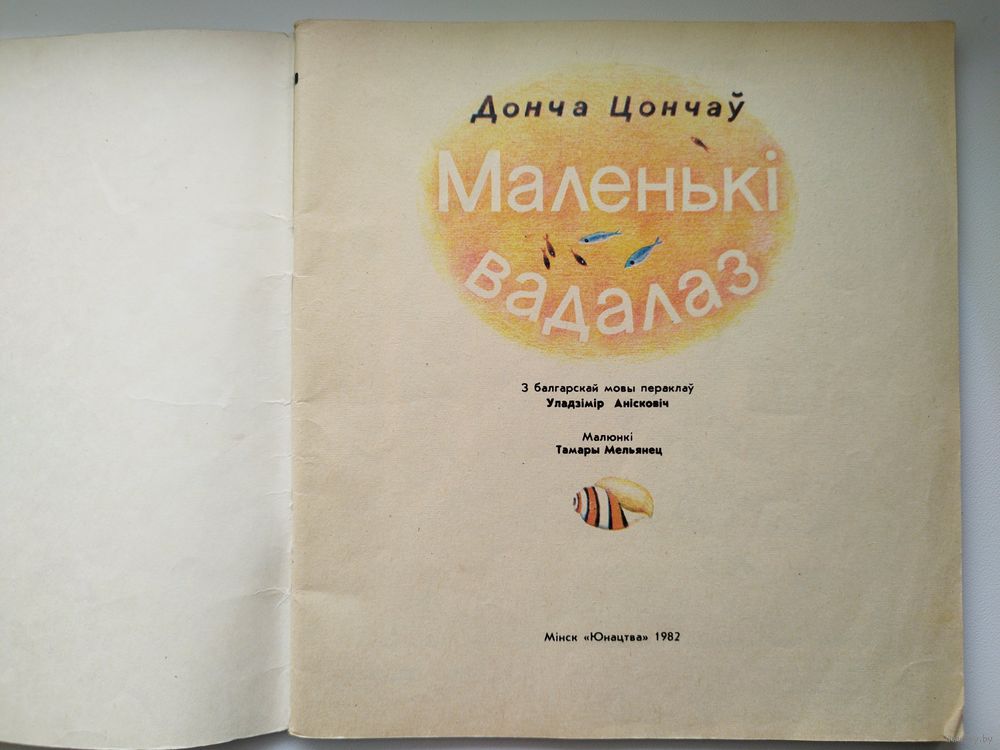 Донча Цончаў
Маленькі
вадалаз
З балгарскай мовы пераклаў
Уладзімір Анісковіч
Малюнкі
Тамары Мельянец
Мінск «Юнацтва» 1982